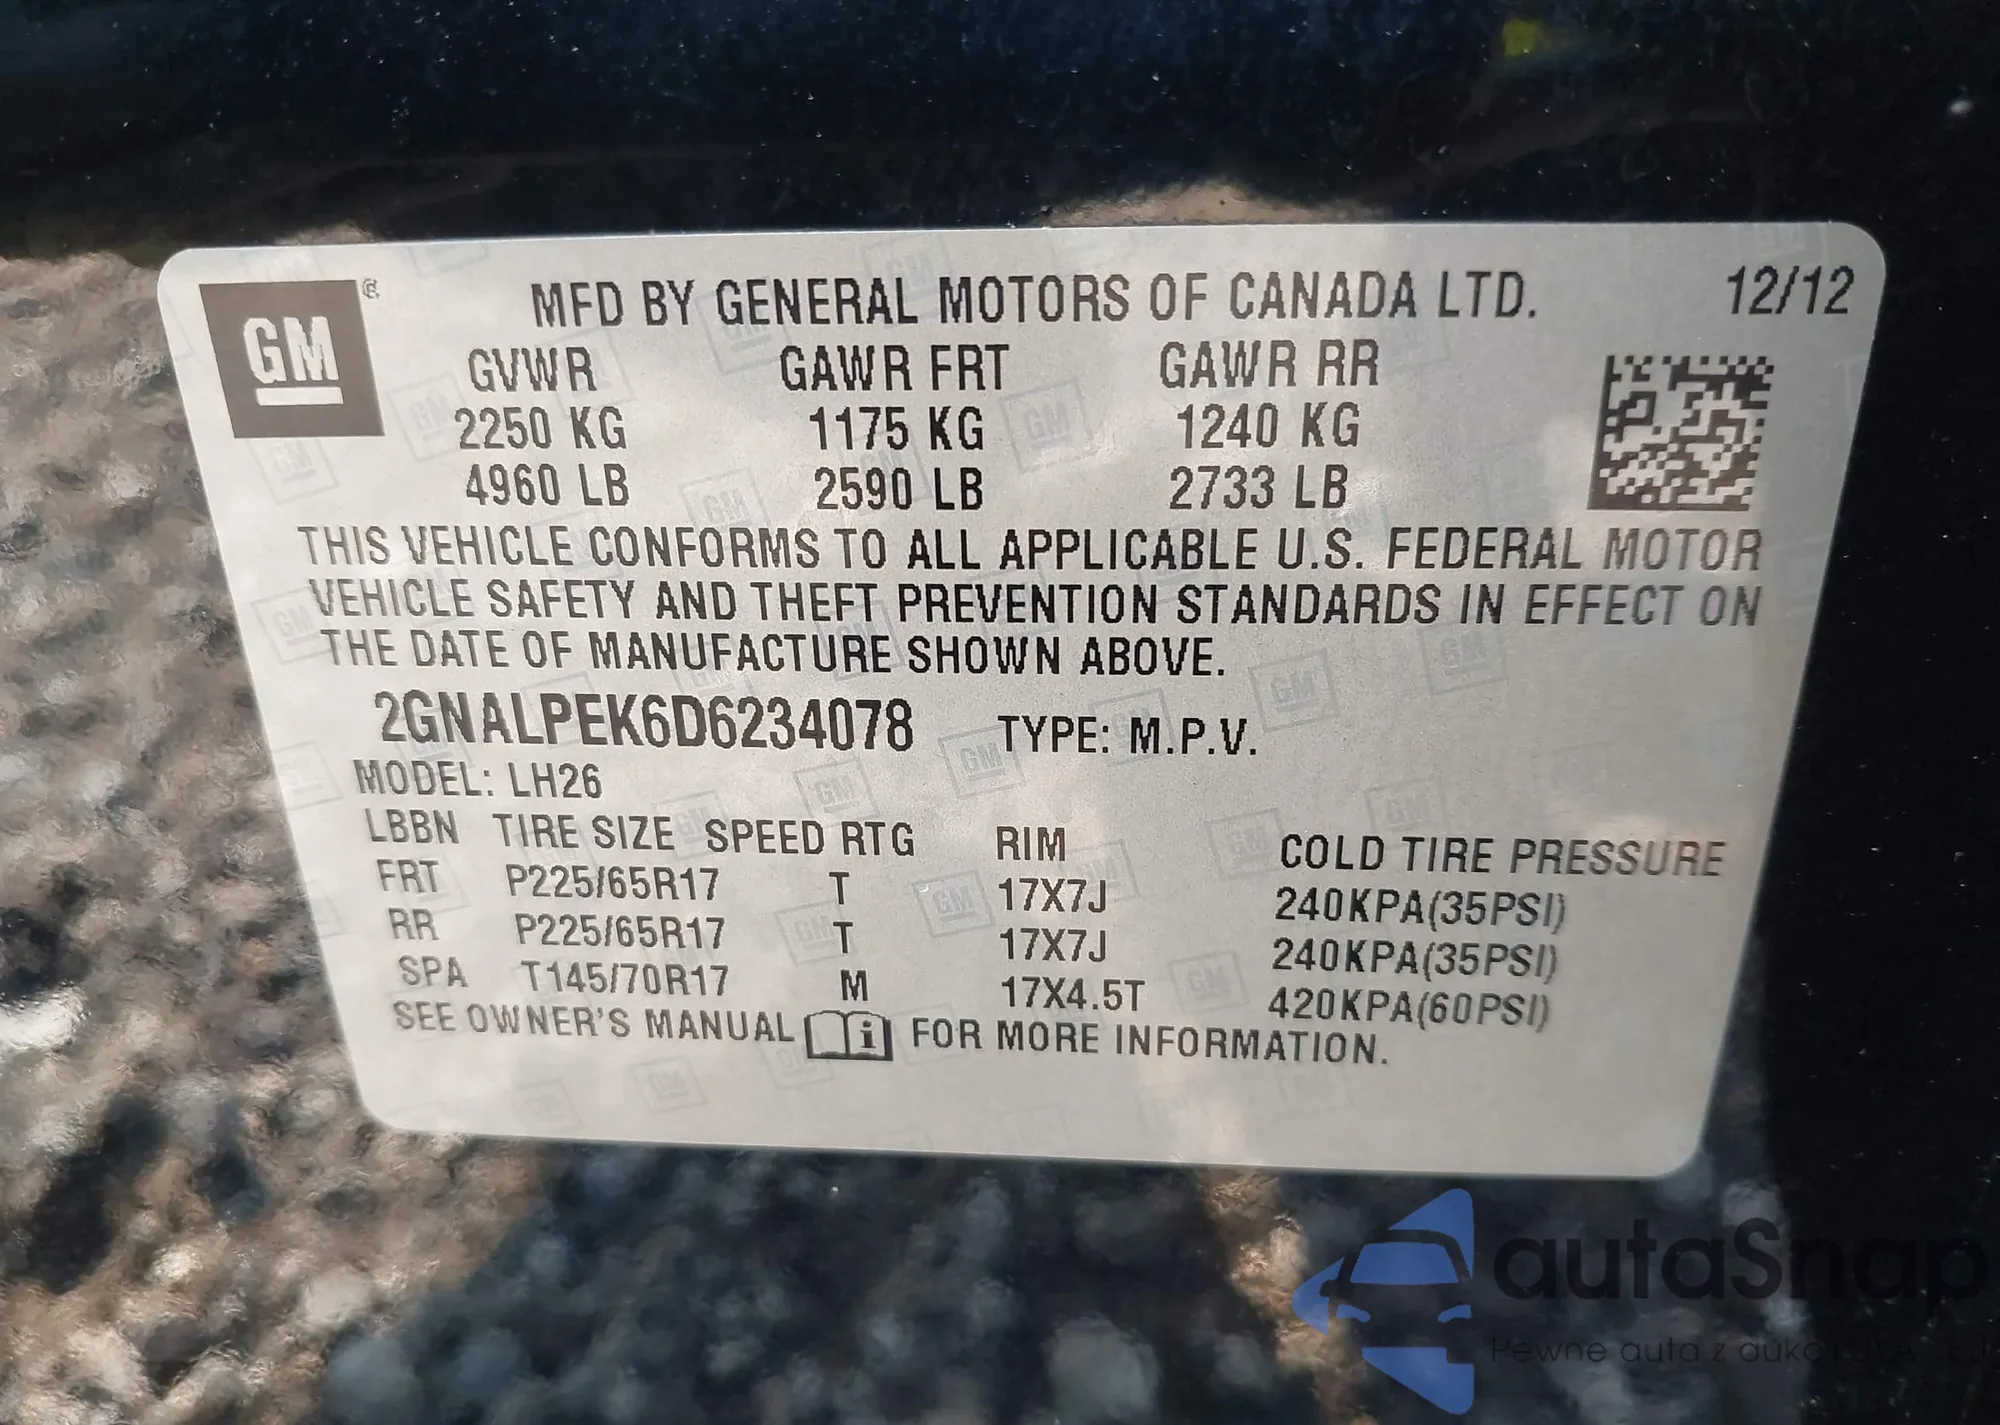 GM ®
MFD BY GENERAL MOTORS OF CANADA LTD. 12/12
GVWR GAWR FRT GAWR RR
2250 KG 1175 KG 1240 KG
4960 LB 2590 LB 2733 LB
THIS VEHICLE CONFORMS TO ALL APPLICABLE U.S. FEDERAL MOTOR
VEHICLE SAFETY AND THEFT PREVENTION STANDARDS IN EFFECT ON
THE DATE OF MANUFACTURE SHOWN ABOVE.
2GNALPEK6D6234078 TYPE: M.P.V.
MODEL: LH26
LBBN TIRE SIZE SPEED RTG RIM COLD TIRE PRESSURE
FRT P225/65R17 T 17X7J 240KPA(35PSI)
RR P225/65R17 T 17X7J 240KPA(35PSI)
SPA T145/70R17 M 17X4.5T 420KPA(60PSI)
SEE OWNER'S MANUAL i FOR MORE INFORMATION.
autaSnap
Pewne auta z